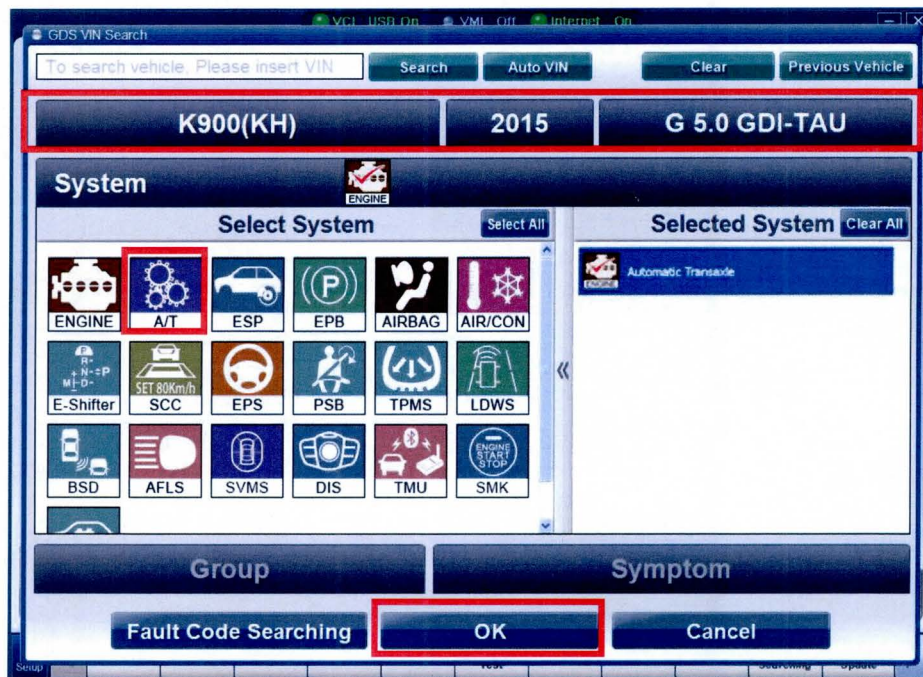 VCI USB On VMI Off Internet On
GDS VIN Search
To search vehicle, Please insert VIN Search Auto VIN Clear Previous Vehicle
K900(KH) 2015 G 5.0 GDI-TAU
System ENGINE
Select System Select All Selected System Clear All
ENGINE Automatic Transaxle
ENGINE A/T ESP EPB AIRBAG AIR/CON
P R- + N-=P M D- SET 80Km/h
E-Shifter SCC EPS PSB TPMS LDWS
ENGINE START STOP
BSD AFLS SVMS DIS TMU SMK
Group Symptom
Fault Code Searching OK Cancel
Setup Test Searching Update